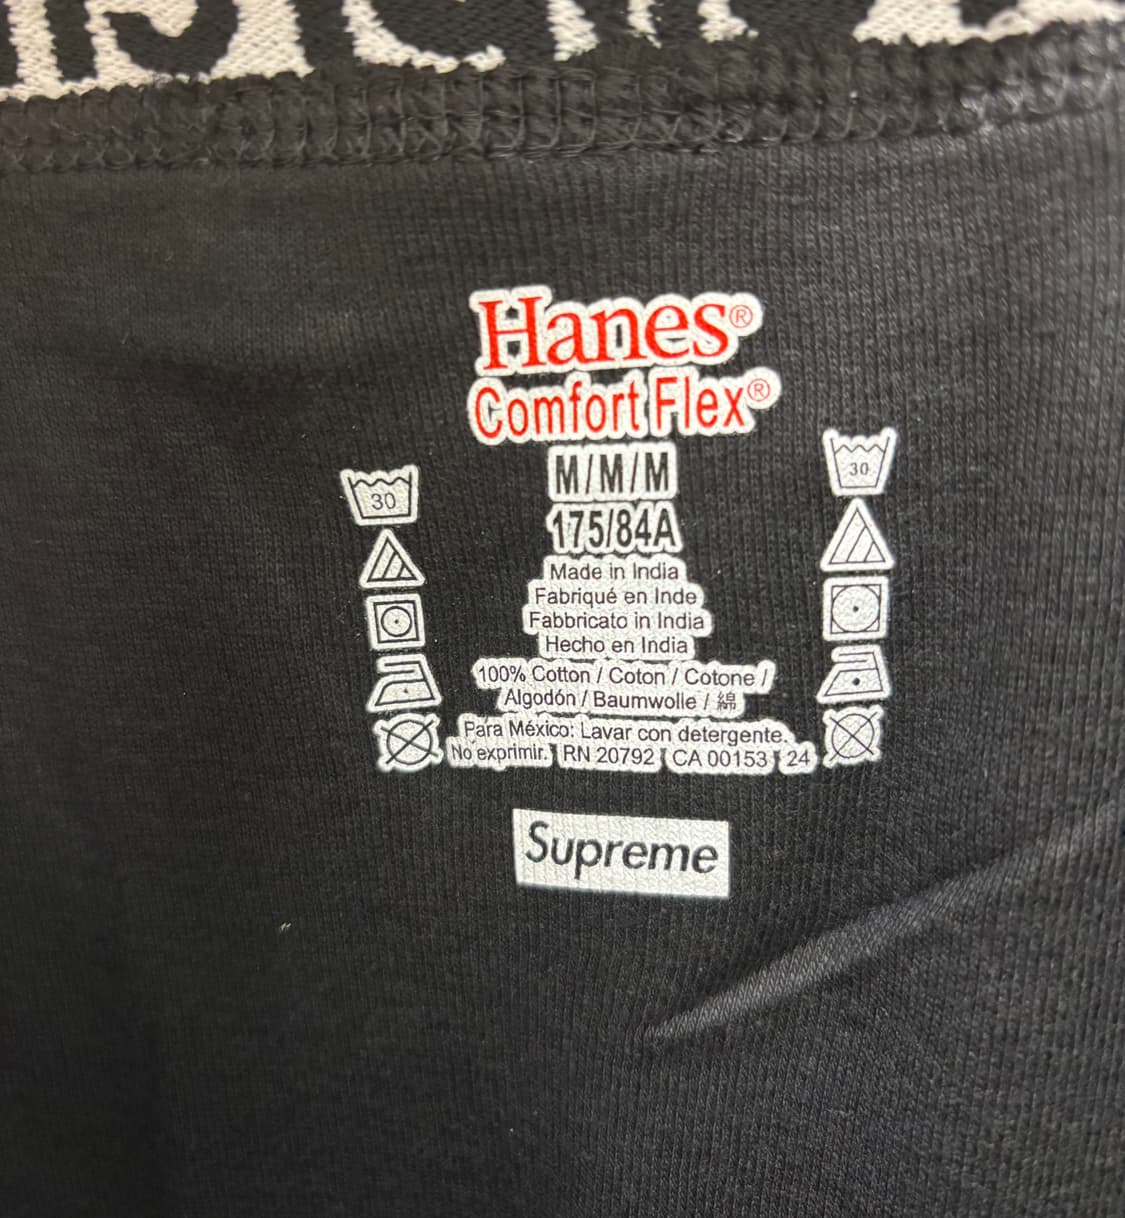 Hanes®
Comfort Flex®
M/M/M
175/84A
30
30
Made in India
Fabriqué en Inde
Fabbricato in India
Hecho en India
100% Cotton / Coton / Cotone /
Algodón / Baumwolle / 綿
Para México: Lavar con detergente.
No exprimir. RN 20792 CA 00153 24
Supreme